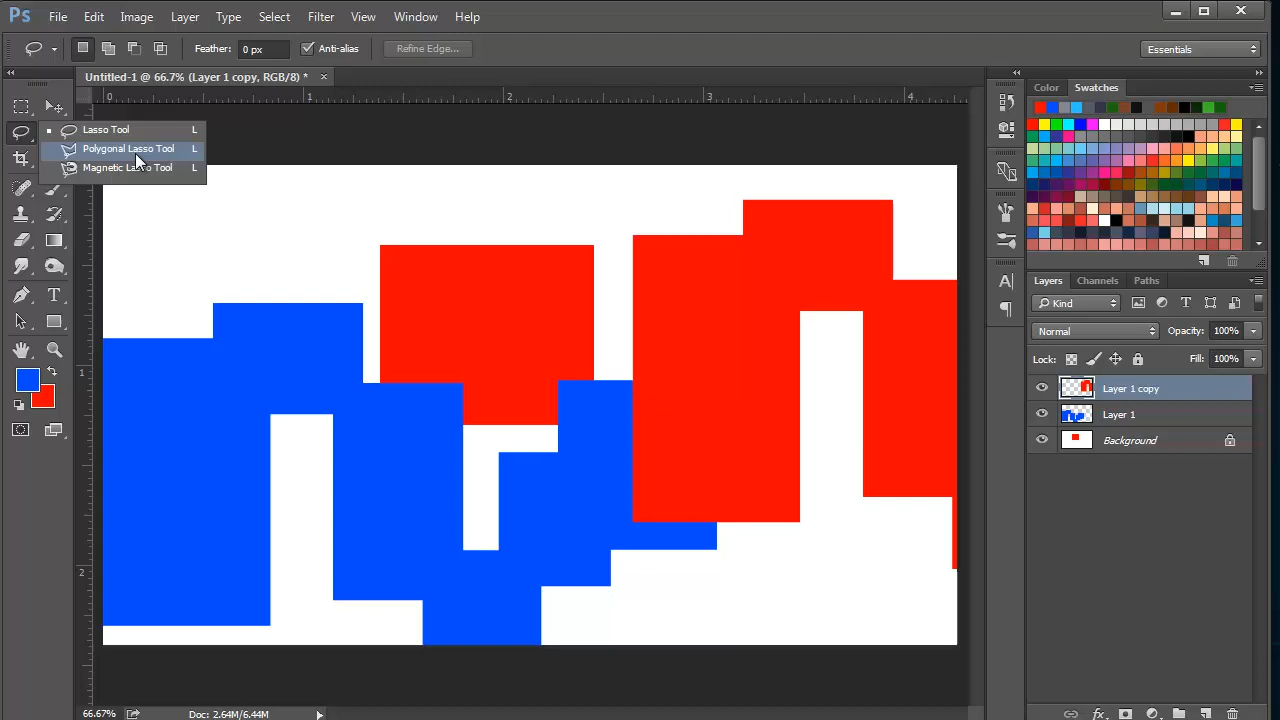 Ps File Edit Image Layer Type Select Filter View Window Help
Feather: 0 px Anti-alias Refine Edge... Essentials
Untitled-1 @ 66.7% (Layer 1 copy, RGB/8) * ×
0 1 2 3 4
Lasso Tool L
Polygonal Lasso Tool L
Magnetic Lasso Tool L
1
2
Color Swatches
Layers Channels Paths
Kind
Normal Opacity: 100%
Lock: Fill: 100%
Layer 1 copy
Layer 1
Background
66.67% Doc: 2.64M/6.44M